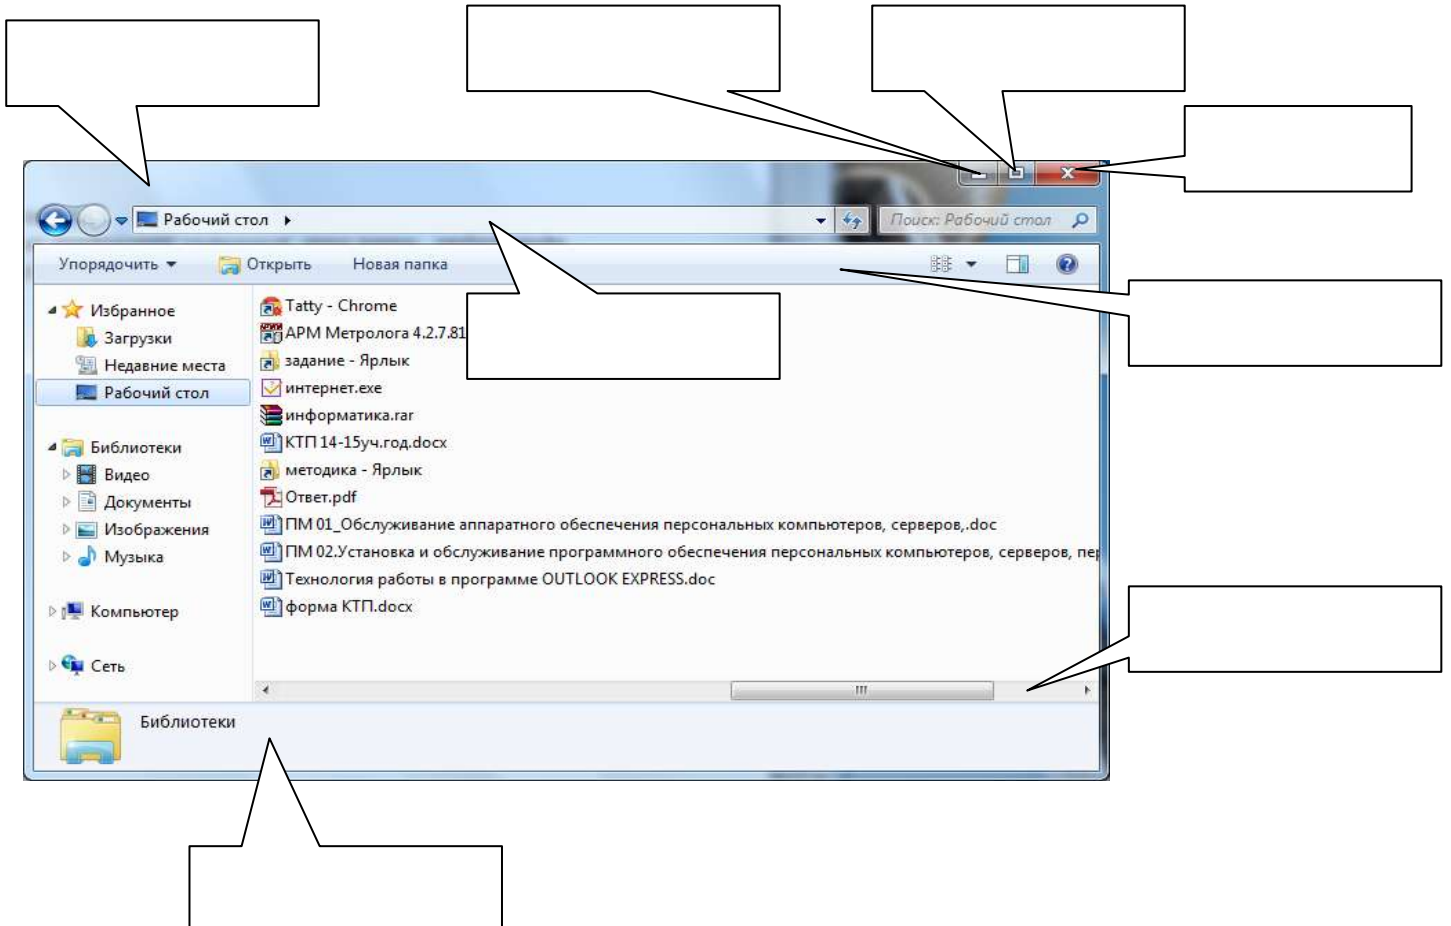 Рабочий стол
Поиск: Рабочий стол
Упорядочить Открыть Новая папка
Избранное
Загрузки
Недавние места
Рабочий стол
Библиотеки
Видео
Документы
Изображения
Музыка
Компьютер
Сеть
Tatty - Chrome
АРМ Метролога 4.2.7.81
задание - Ярлык
интернет.exe
информатика.rar
КТП 14-15уч.год.docx
методика - Ярлык
Ответ.pdf
ПМ 01_Обслуживание аппаратного обеспечения персональных компьютеров, серверов,.doc
ПМ 02.Установка и обслуживание программного обеспечения персональных компьютеров, серверов, пер
Технология работы в программе OUTLOOK EXPRESS.doc
форма КТП.docx
Библиотеки